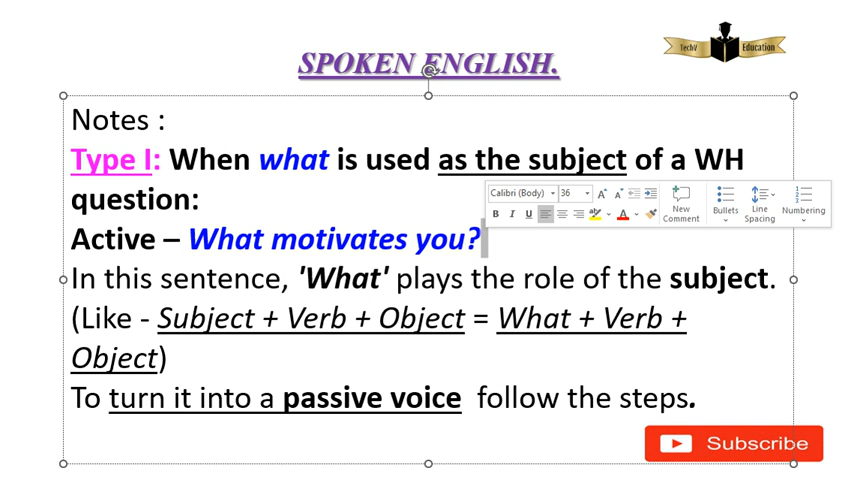 SPOKEN ENGLISH.
TechV Education
Notes :
Type I: When what is used as the subject of a WH
question:
Calibri (Body) 36 A A
B I U A
New
Comment
Bullets
Line
Spacing
Numbering
Active – What motivates you?
In this sentence, 'What' plays the role of the subject.
(Like - Subject + Verb + Object = What + Verb +
Object)
To turn it into a passive voice follow the steps.
Subscribe